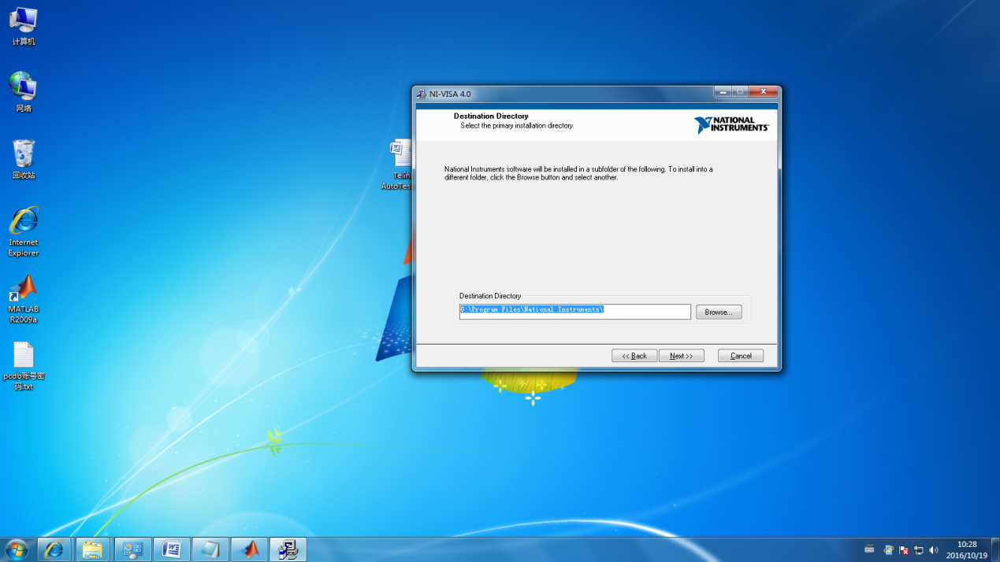 计算机
网络
回收站
Internet
Explorer
MATLAB
R2009a
pcdb账号密
码.txt
AutoTes
NI-VISA 4.0
Destination Directory
Select the primary installation directory.
NATIONAL
INSTRUMENTS
National Instruments software will be installed in a subfolder of the following. To install into a
different folder, click the Browse button and select another.
Destination Directory
:\Program Files\National Instruments\
Browse...
<< Back
Next >>
Cancel
10:28
2016/10/19